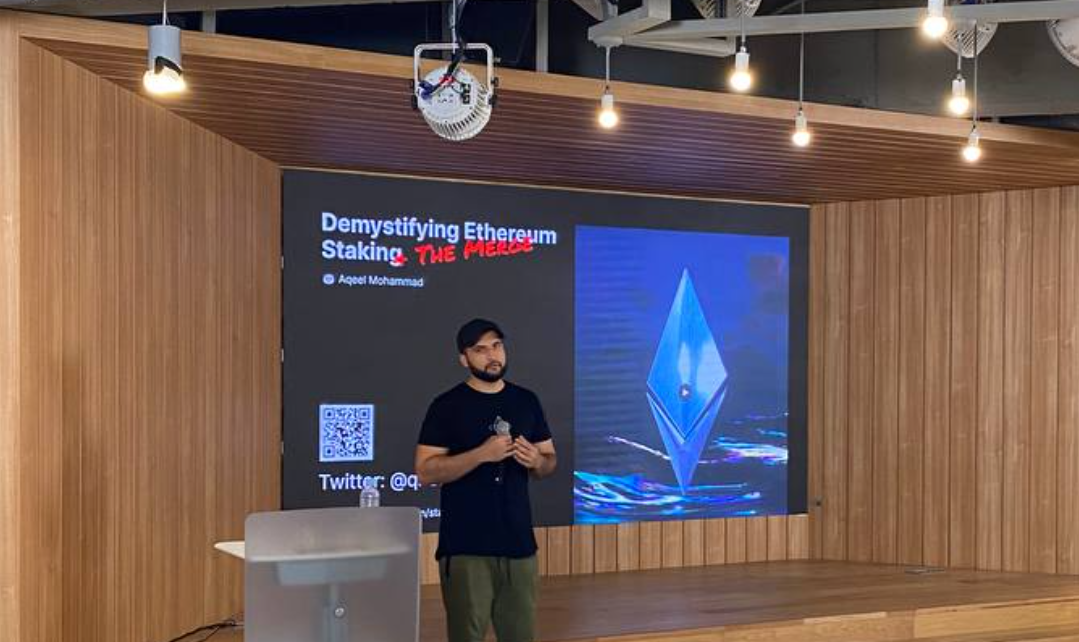 Demystifying Ethereum
Staking + THE MERGE
Aqeel Mohammad
Twitter: @q